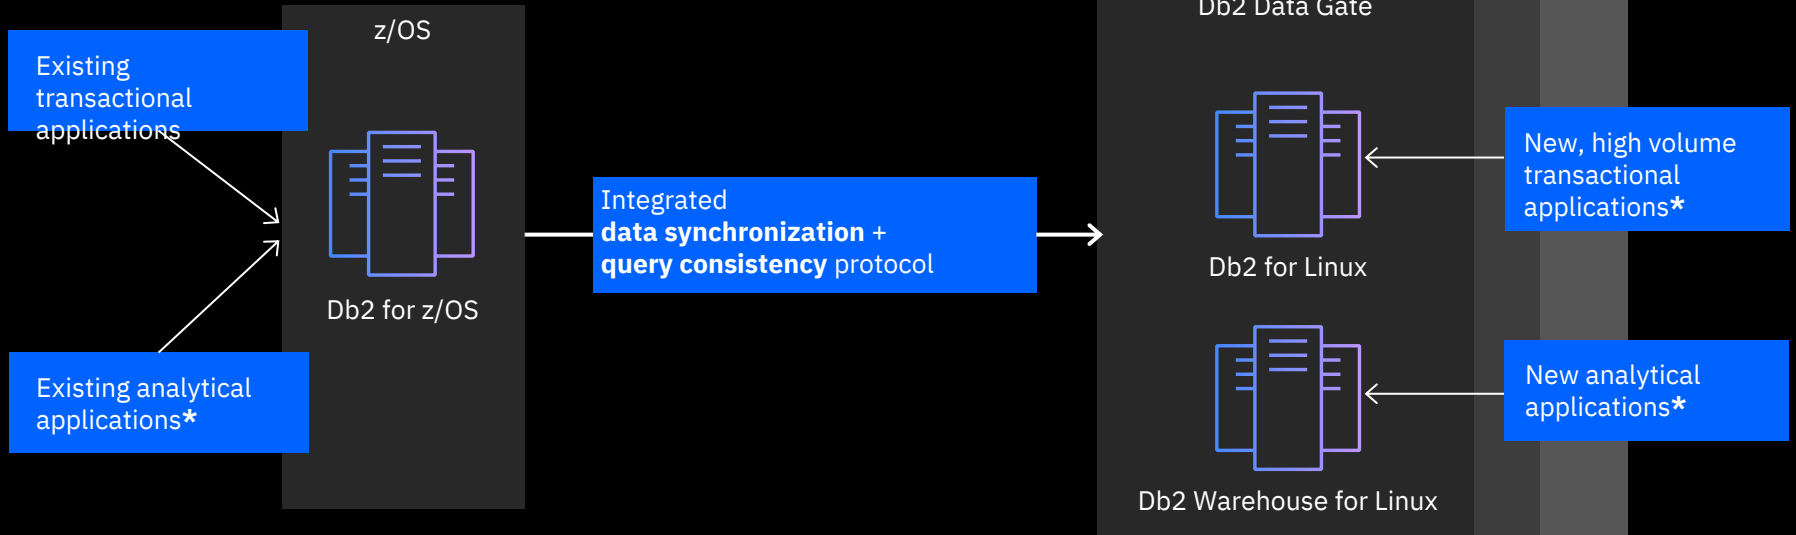 z/OS
Existing
transactional
applications
Db2 for z/OS
Existing analytical
applications*
Integrated
data synchronization +
query consistency protocol
Db2 Data Gate
Db2 for Linux
New, high volume
transactional
applications*
Db2 Warehouse for Linux
New analytical
applications*